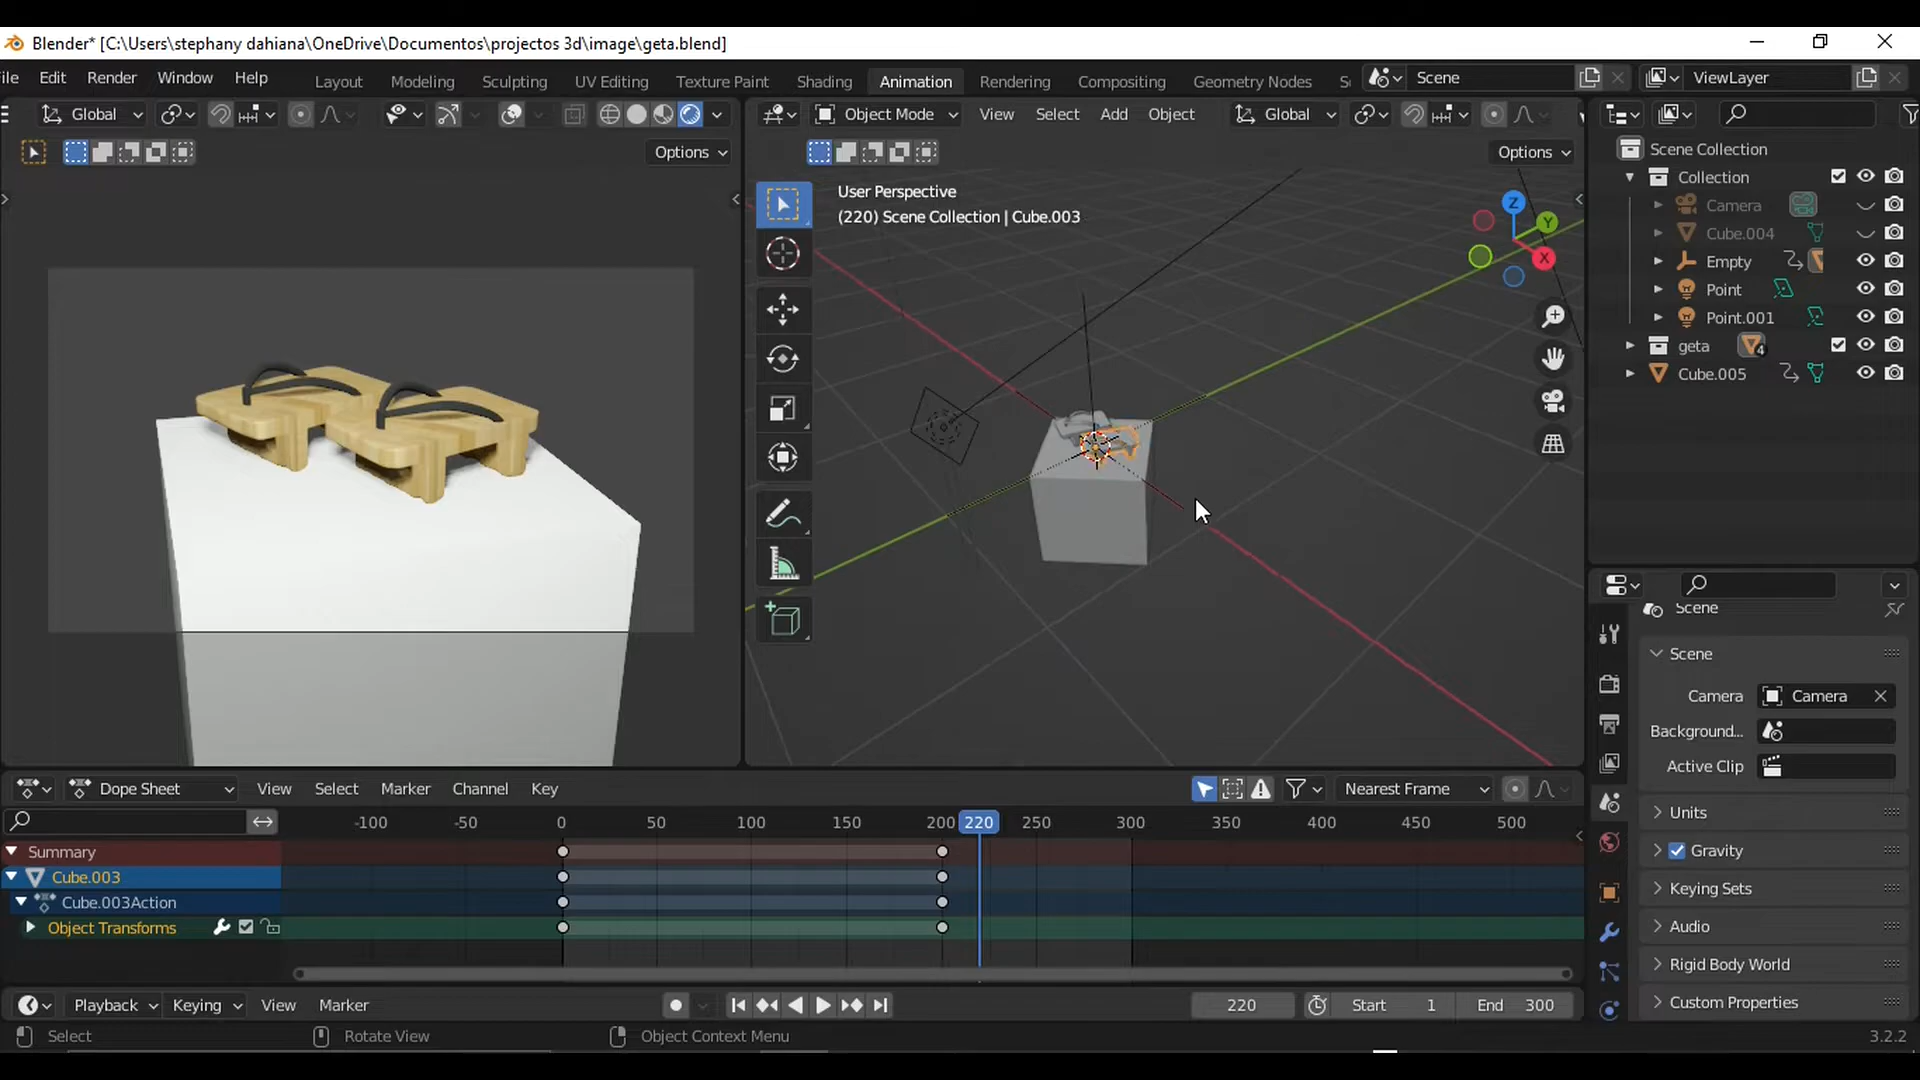 Blender* [C:\Users\stephany dahiana\OneDrive\Documentos\projectos 3d\image\geta.blend]
ile Edit Render Window Help Layout Modeling Sculpting UV Editing Texture Paint Shading Animation Rendering Compositing Geometry Nodes Sc Scene ViewLayer
Global Object Mode View Select Add Object Global
Options Options
User Perspective
(220) Scene Collection | Cube.003
Z
Y
X
Scene Collection
Collection
Camera
Cube.004
Empty
Point
Point.001
geta 4
Cube.005
Scene
Scene
Camera Camera
Background...
Active Clip
Units
Gravity
Keying Sets
Audio
Rigid Body World
Custom Properties
Dope Sheet View Select Marker Channel Key Nearest Frame
-100 -50 0 50 100 150 200 220 250 300 350 400 450 500
Summary
Cube.003
Cube.003Action
Object Transforms
Playback Keying View Marker 220 Start 1 End 300
Select Rotate View Object Context Menu 3.2.2